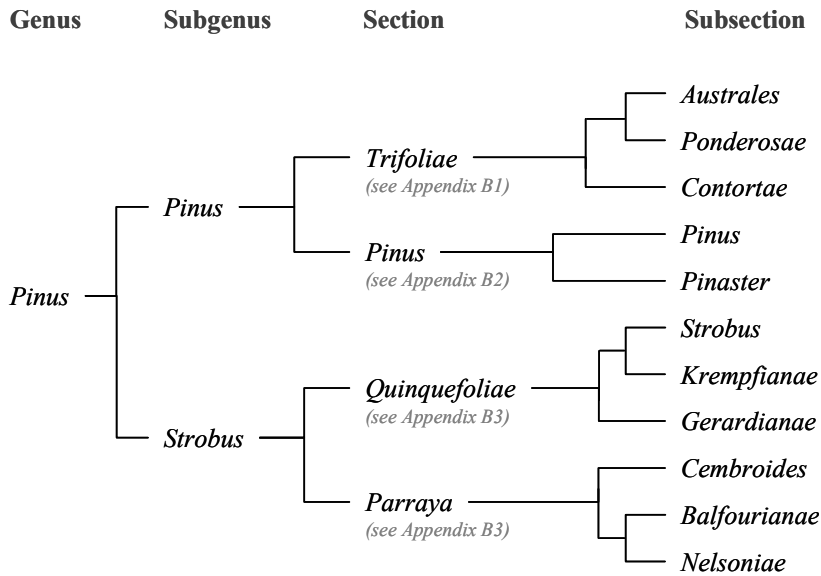 Genus Subgenus Section Subsection
Australes
Ponderosae
Trifoliae
(see Appendix B1)
Contortae
Pinus
Pinus
Pinus
(see Appendix B2)
Pinaster
Pinus
Strobus
Krempfianae
Quinquefoliae
(see Appendix B3)
Gerardianae
Strobus
Cembroides
Parraya
(see Appendix B3)
Balfourianae
Nelsoniae